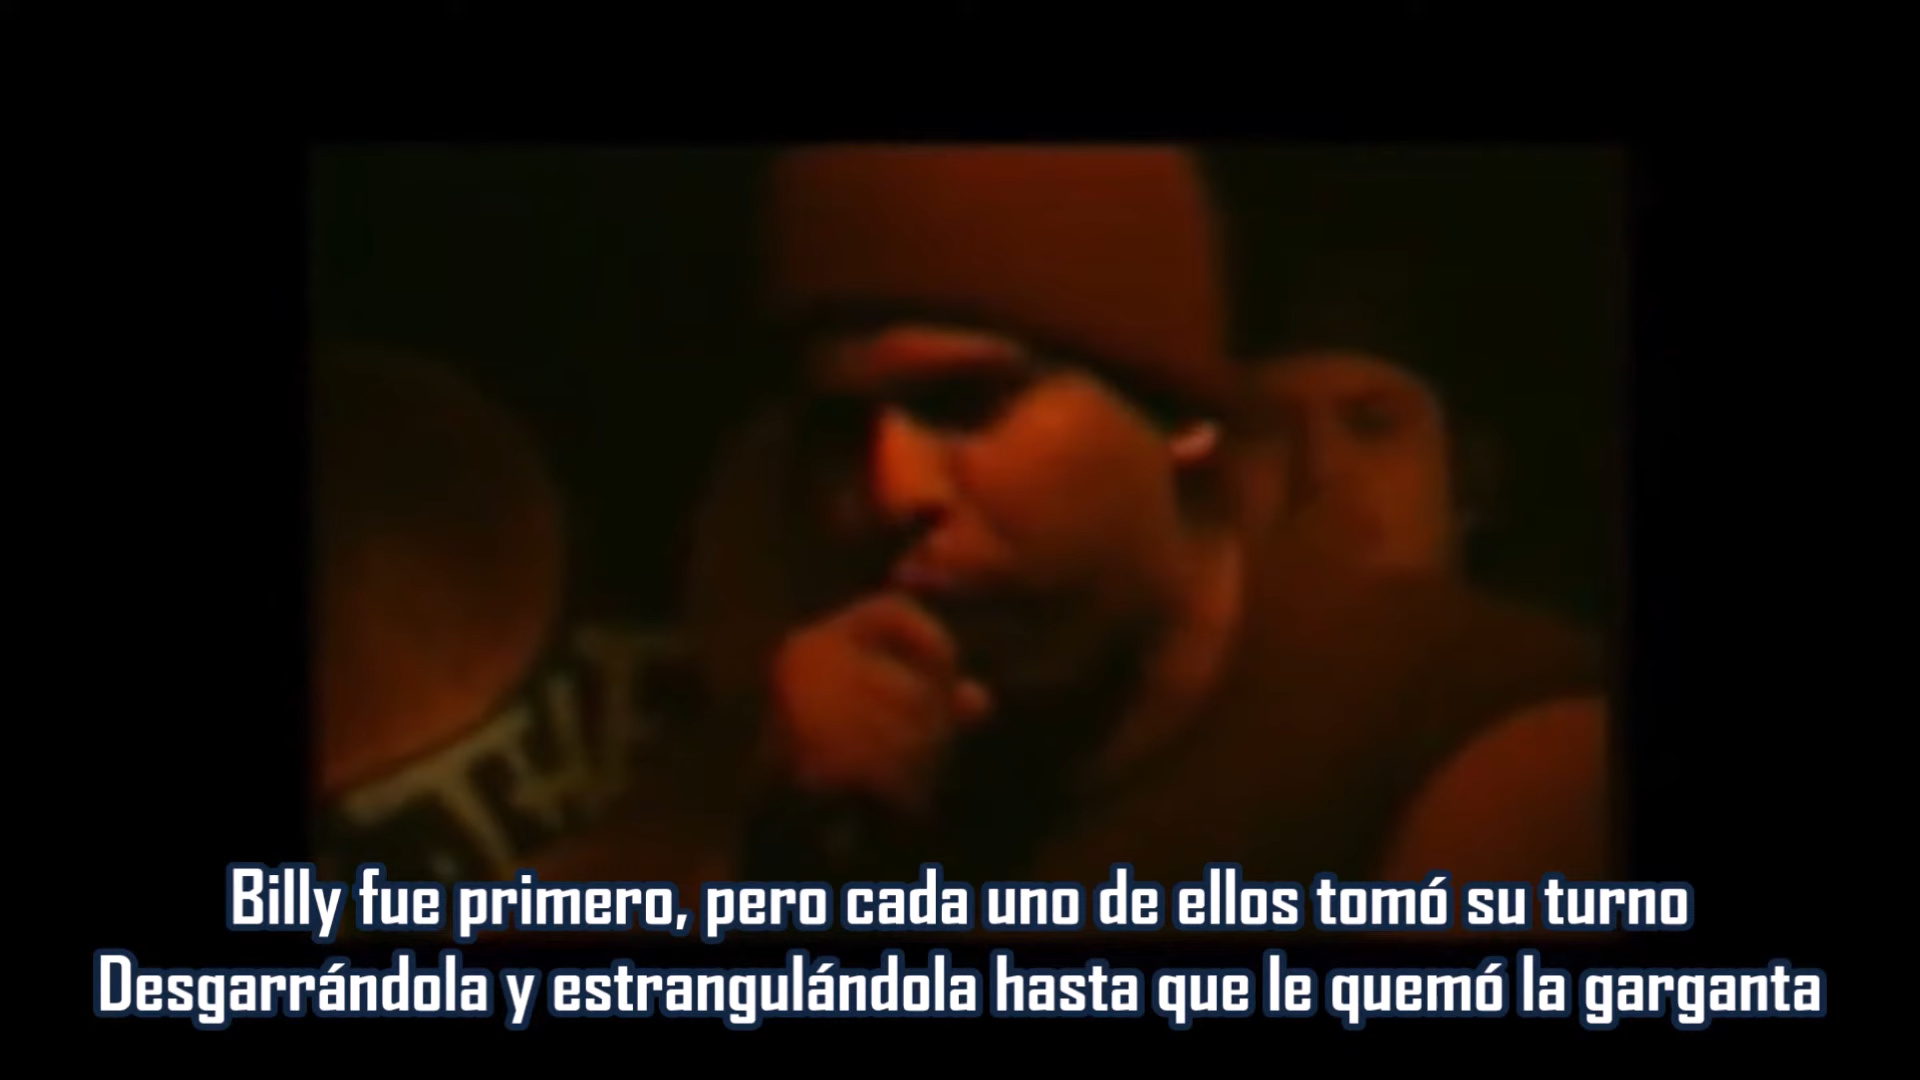 Billy fue primero, pero cada uno de ellos tomó su turno
Desgarrándola y estrangulándola hasta que le quemó la garganta